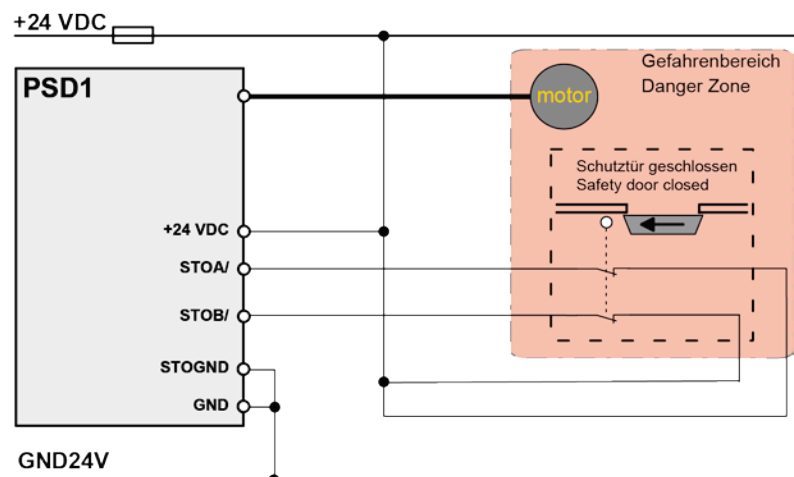 +24 VDC
PSD1
Gefahrenbereich
Danger Zone
motor
Schutztür geschlossen
Safety door closed
+24 VDC
STOA/
STOB/
STOGND
GND
GND24V